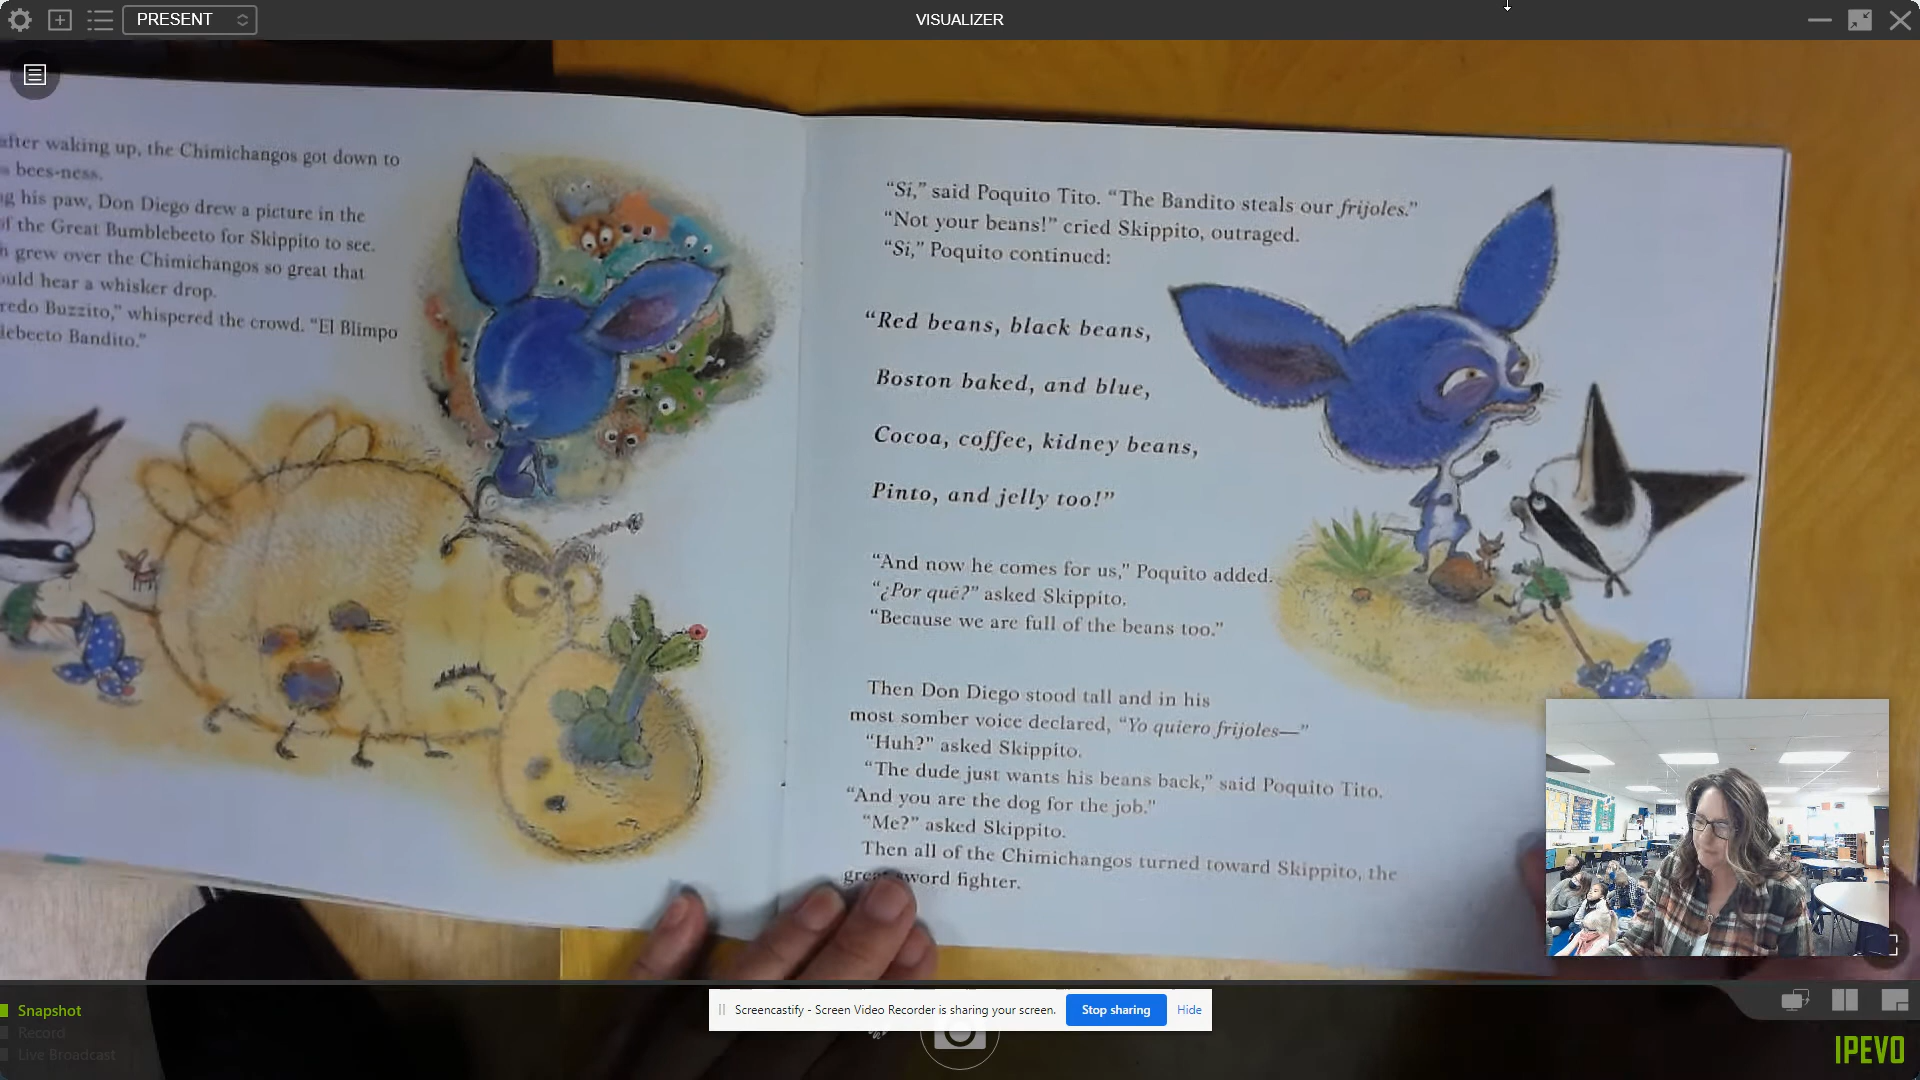 PRESENT
VISUALIZER
after waking up, the Chimichangos got down to
bees-ness.
his paw, Don Diego drew a picture in the
of the Great Bumblebeeto for Skippito to see.
grew over the Chimichangos so great that
ould hear a whisker drop.
redo Buzzito,” whispered the crowd. “El Blimpo
lebeeto Bandito.”
“Sí,” said Poquito Tito. “The Bandito steals our frijoles.”
“Not your beans!” cried Skippito, outraged.
“Sí,” Poquito continued:
“Red beans, black beans,
Boston baked, and blue,
Cocoa, coffee, kidney beans,
Pinto, and jelly too!”
“And now he comes for us,” Poquito added.
“¿Por qué?” asked Skippito.
“Because we are full of the beans too.”
Then Don Diego stood tall and in his
most somber voice declared, “Yo quiero frijoles—”
“Huh?” asked Skippito.
“The dude just wants his beans back,” said Poquito Tito.
“And you are the dog for the job.”
“Me?” asked Skippito.
Then all of the Chimichangos turned toward Skippito, the
great sword fighter.
Snapshot
Record
Live Broadcast
Screencastify - Screen Video Recorder is sharing your screen.
Stop sharing
Hide
IPEVO